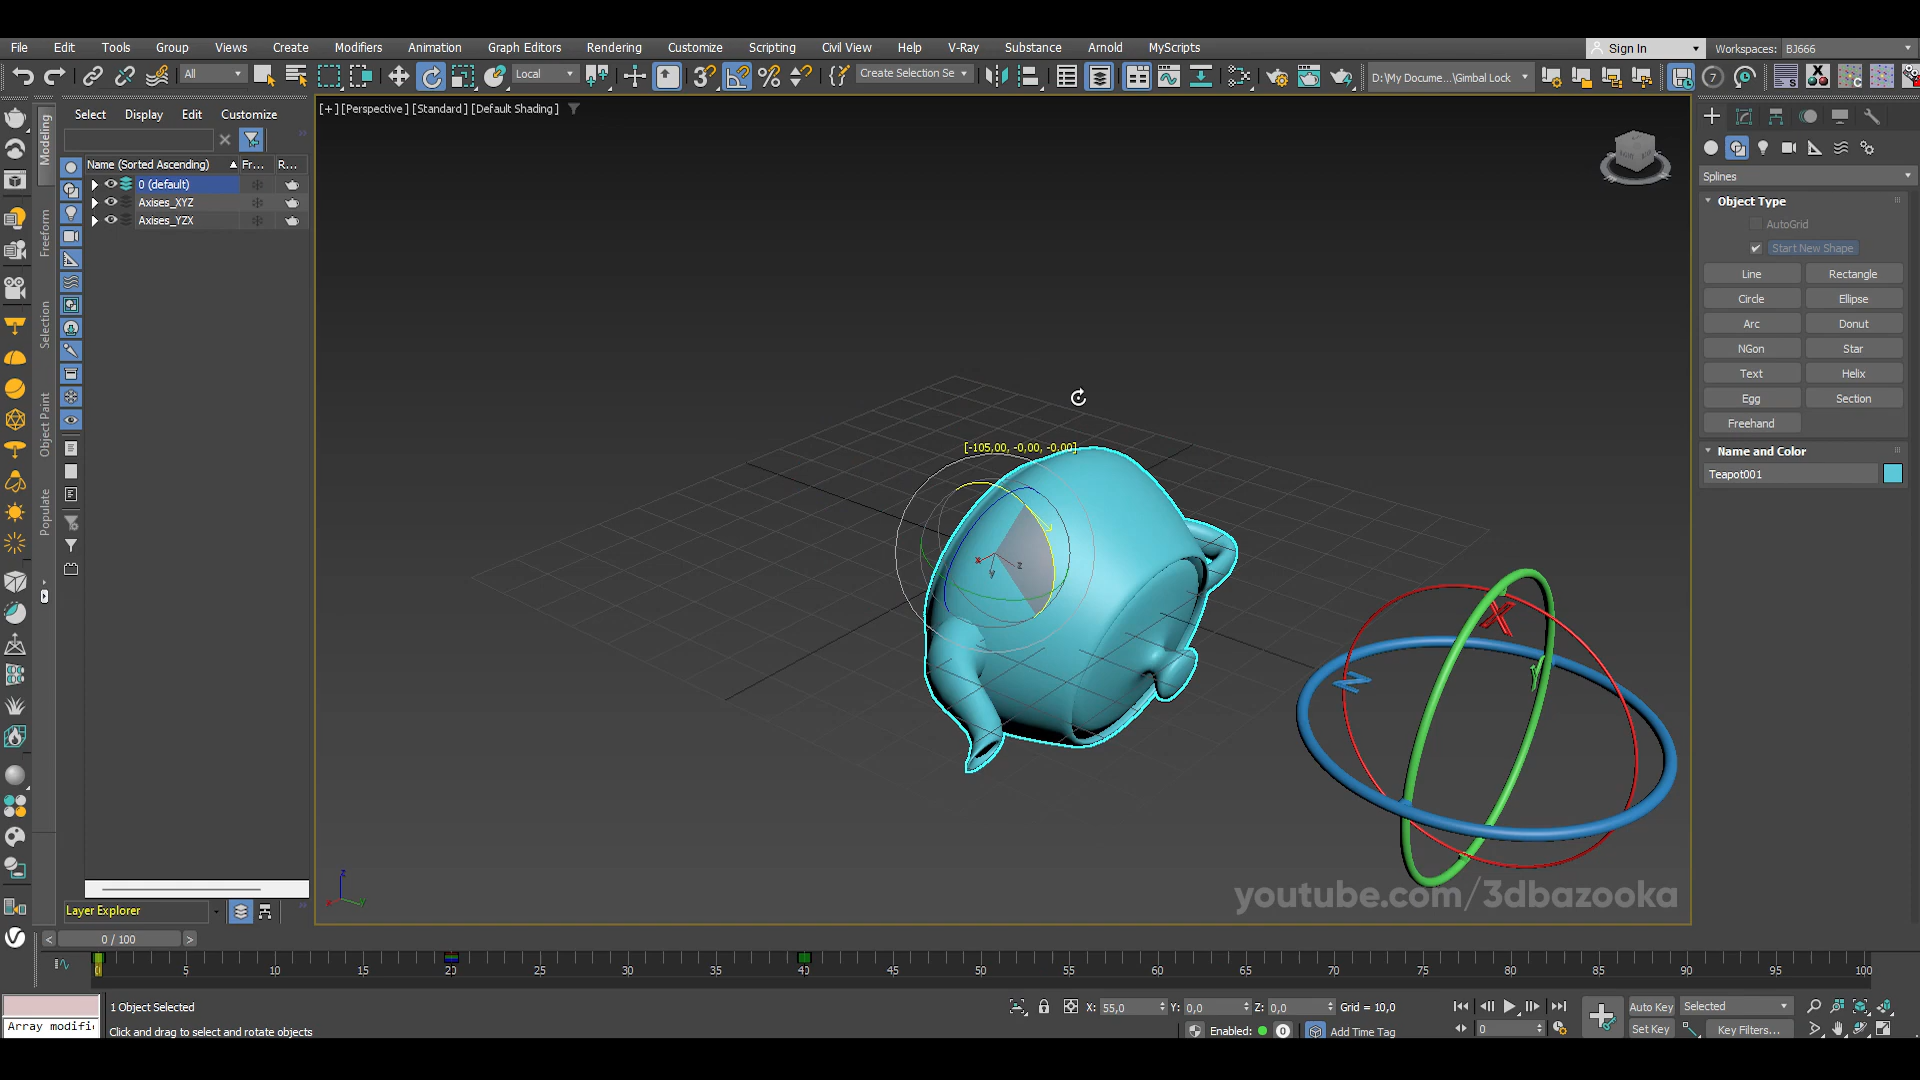 File Edit Tools Group Views Create Modifiers Animation Graph Editors Rendering Customize Scripting Civil View Help V-Ray Substance Arnold MyScripts Sign In Workspaces: BJ666
All Local Create Selection Se D:\My Docume...\Gimbal Lock
[+] [Perspective] [Standard] [Default Shading]
Select Display Edit Customize
Name (Sorted Ascending) Fr... R...
0 (default)
Axises_XYZ
Axises_YZX
Modeling
Freeform
Selection
Object Paint
Populate
Layer Explorer
[-105,00, -0,00, -0,00]
x
y
z
X
Y
Z
youtube.com/3dbazooka
Splines
Object Type
AutoGrid
Start New Shape
Line Rectangle
Circle Ellipse
Arc Donut
NGon Star
Text Helix
Egg Section
Freehand
Name and Color
Teapot001
< 0 / 100 >
0 5 10 15 20 25 30 35 40 45 50 55 60 65 70 75 80 85 90 95 100
1 Object Selected X: 55,0 Y: 0,0 Z: 0,0 Grid = 10,0 Auto Key Selected
Array modifi Click and drag to select and rotate objects Enabled: 0 Add Time Tag 0 Set Key Key Filters...